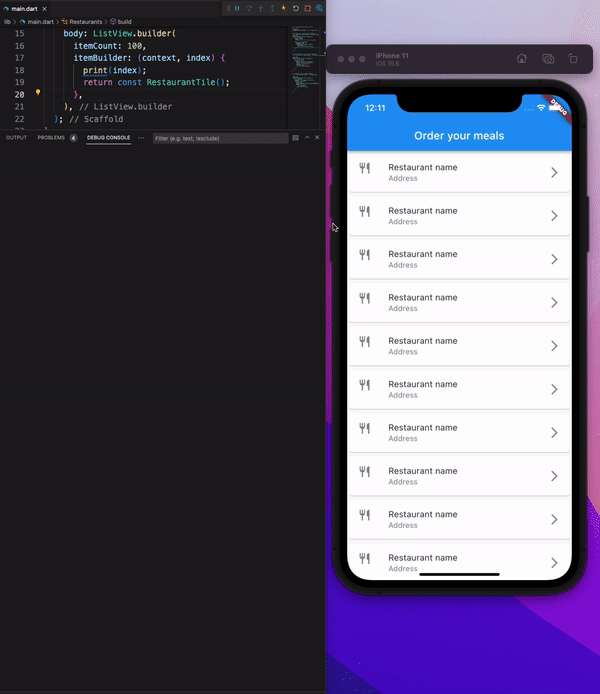 main.dart
lib > main.dart > Restaurants > build
15 body: ListView.builder(
16 itemCount: 100,
17 itemBuilder: (context, index) {
18 print(index);
19 return const RestaurantTile();
20 },
21 ), // ListView.builder
22 ); // Scaffold
OUTPUT PROBLEMS 4 DEBUG CONSOLE ... Filter (e.g. text, !exclude)
iPhone 11
iOS 15.5
12:11
DEBUG
Order your meals
Restaurant name
Address
Restaurant name
Address
Restaurant name
Address
Restaurant name
Address
Restaurant name
Address
Restaurant name
Address
Restaurant name
Address
Restaurant name
Address
Restaurant name
Address
Restaurant name
Address